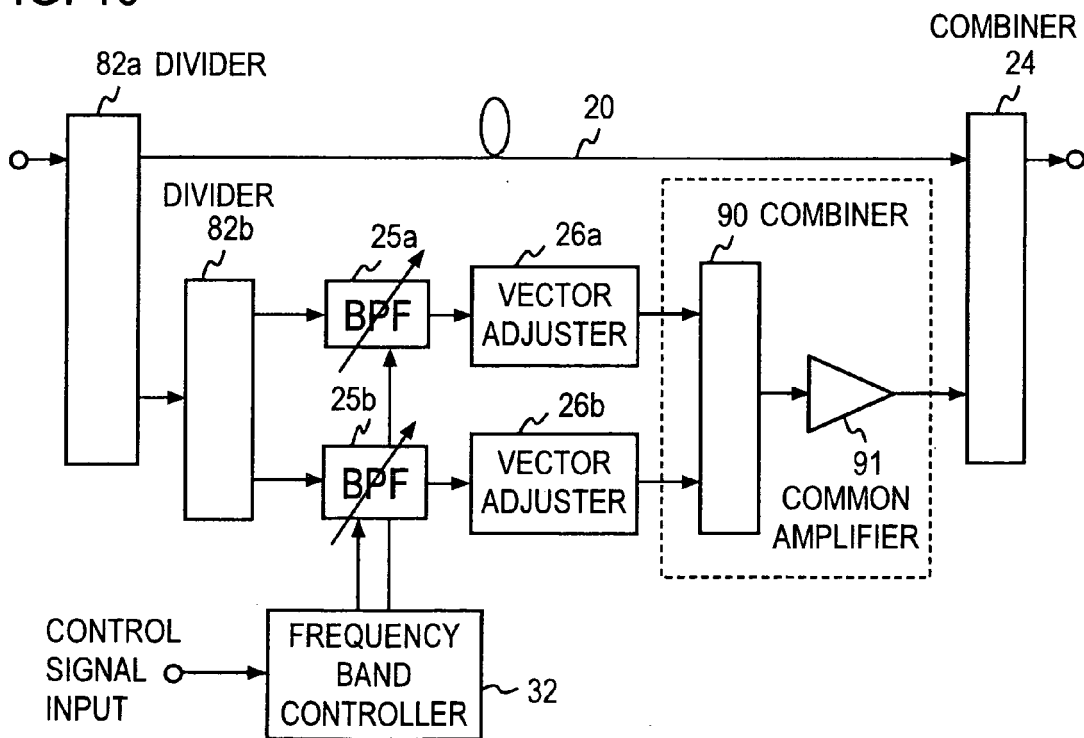 COMBINER
24
82a DIVIDER
20
DIVIDER
82b
25a
BPF
26a
VECTOR
ADJUSTER
90 COMBINER
25b
BPF
26b
VECTOR
ADJUSTER
91
COMMON
AMPLIFIER
CONTROL
SIGNAL
INPUT
FREQUENCY
BAND
CONTROLLER
32